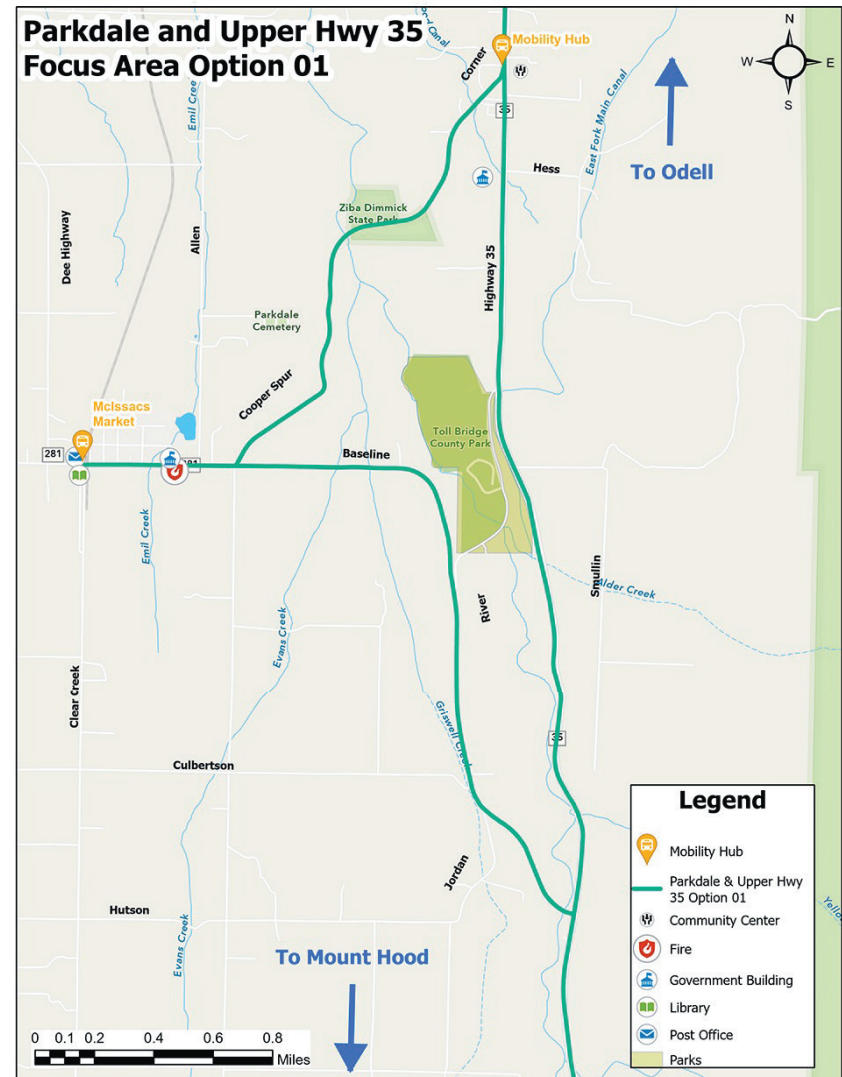 Parkdale and Upper Hwy 35
Focus Area Option 01
Mobility Hub
Corner
N
W
E
S
35
Emil Creek
East Fork Main Canal
To Odell
Hess
Ziba Dimmick
State Park
Allen
Dee Highway
Highway 35
Parkdale
Cemetery
Cooper Spur
McIssacs
Market
Toll Bridge
County Park
281
Baseline
Emil Creek
Smullin
Alder Creek
River
Evans Creek
Clear Creek
Griswell Creek
35
Culbertson
Jordan
Hutson
Evans Creek
To Mount Hood
0 0.1 0.2 0.4 0.6 0.8
Miles
Legend
Mobility Hub
Parkdale & Upper Hwy
35 Option 01
Community Center
Fire
Government Building
Library
Post Office
Parks